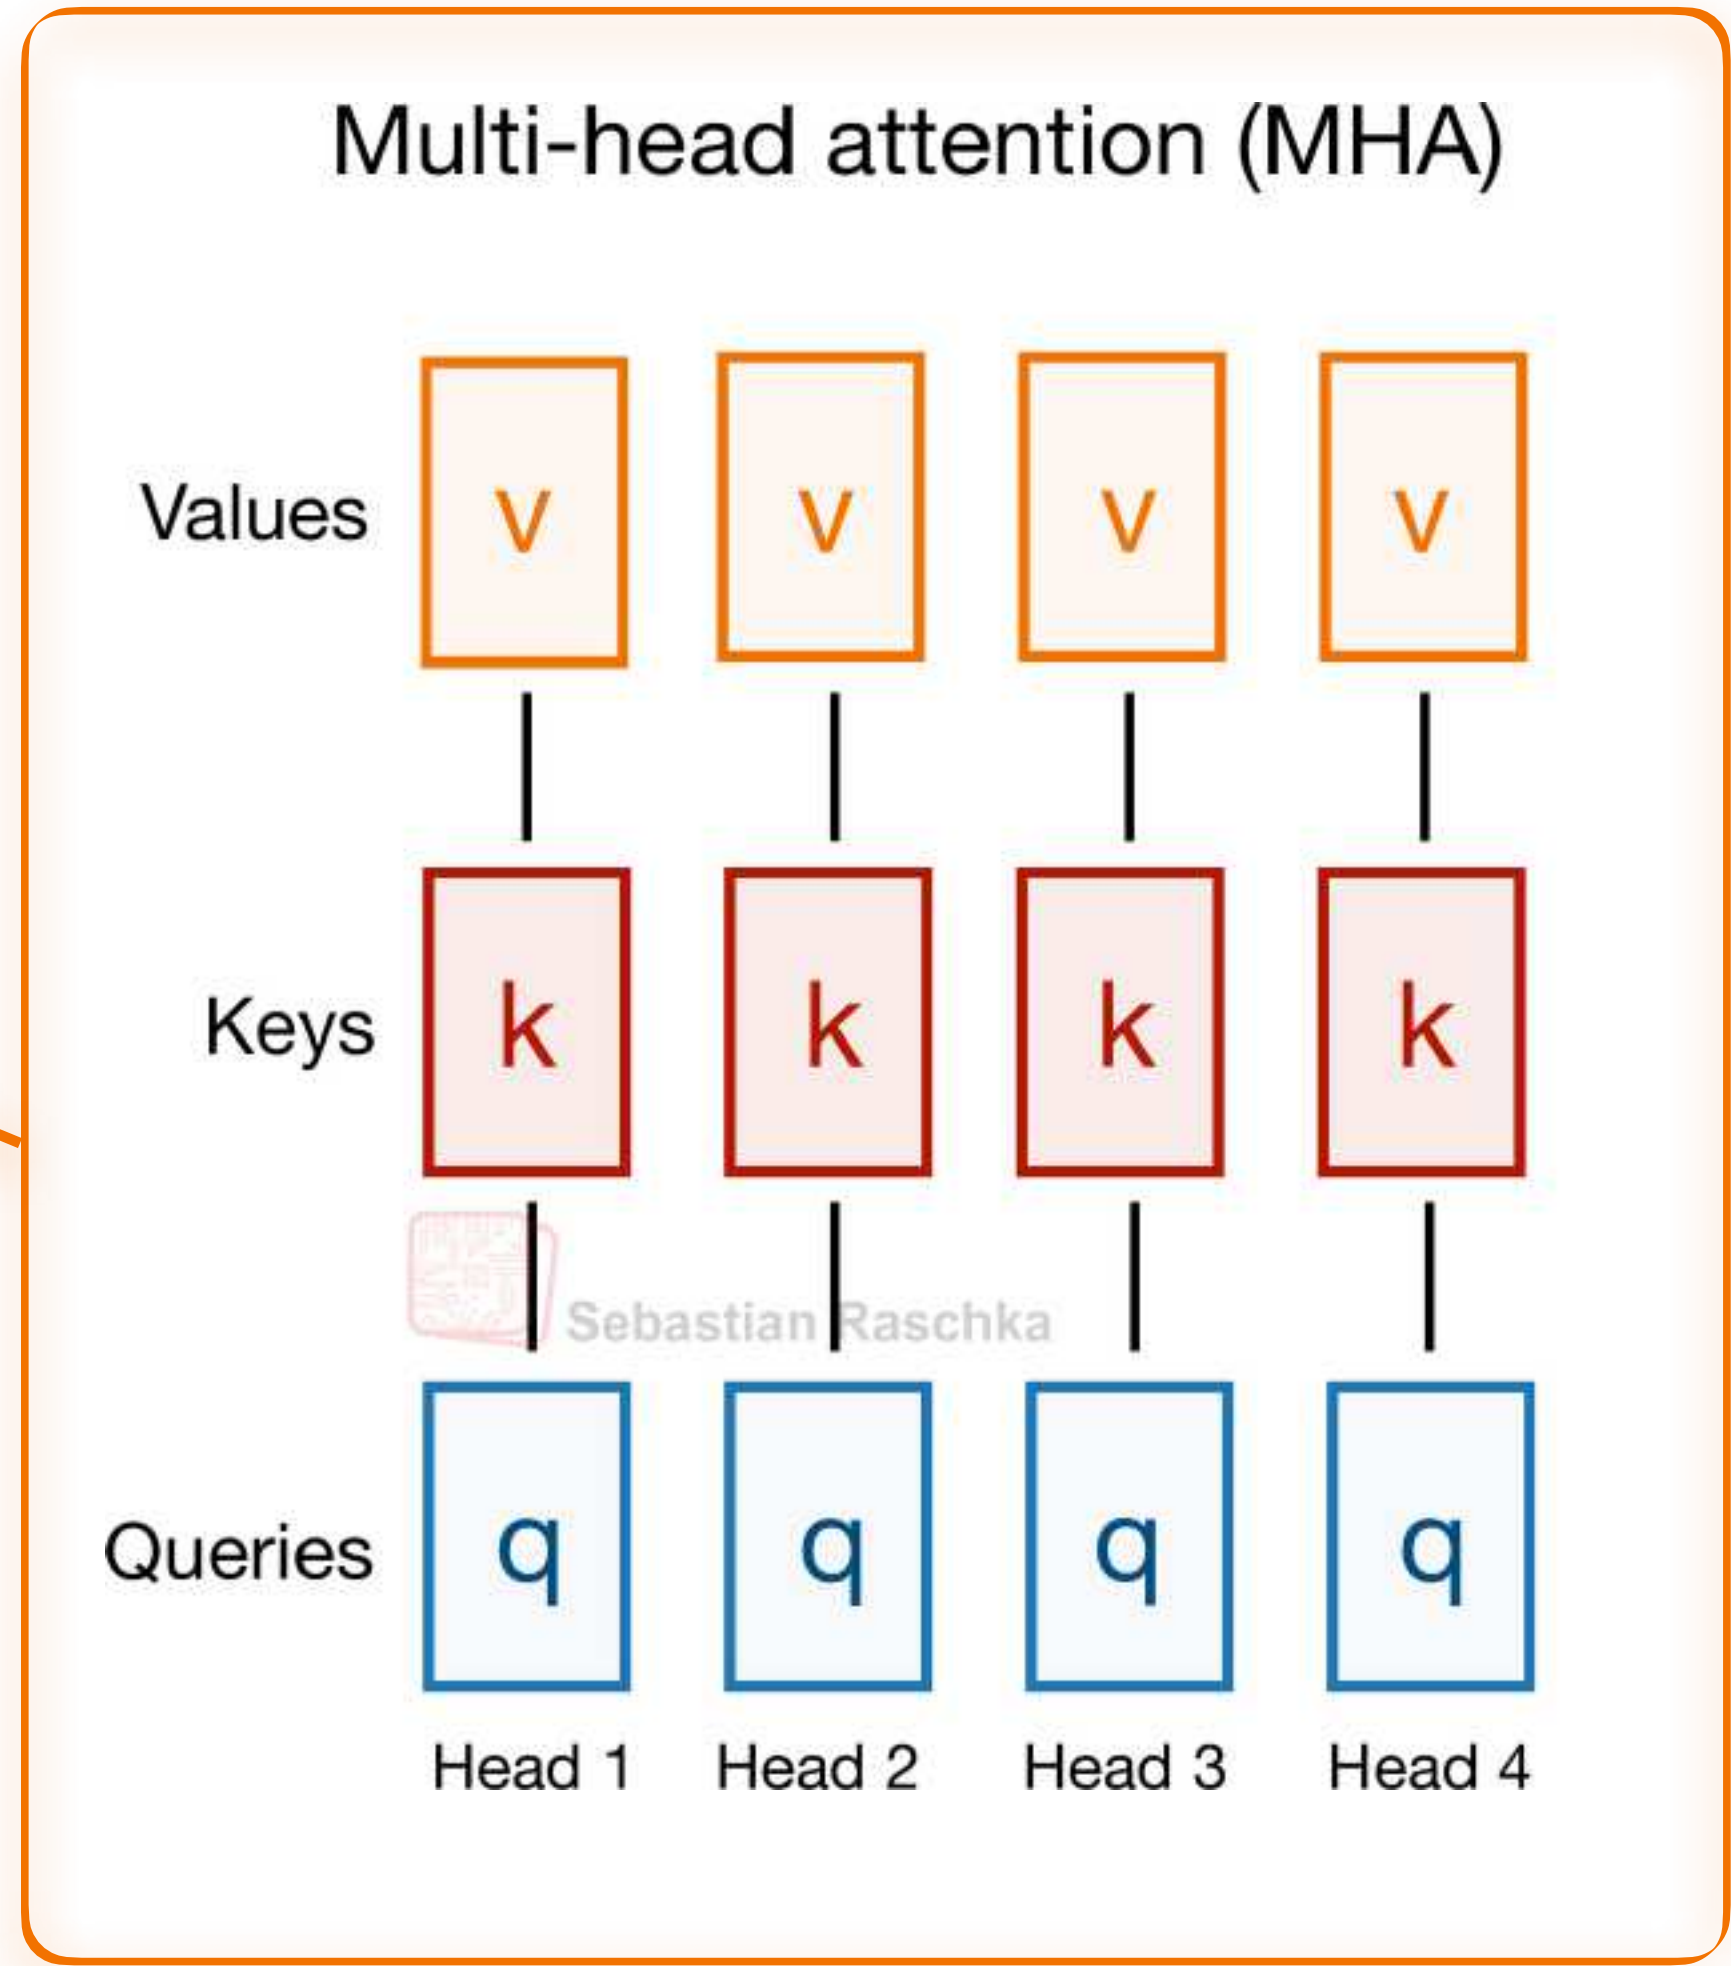 Multi-head attention (MHA)
Values v v v v
Keys k k k k
Sebastian Raschka
Queries q q q q
Head 1 Head 2 Head 3 Head 4